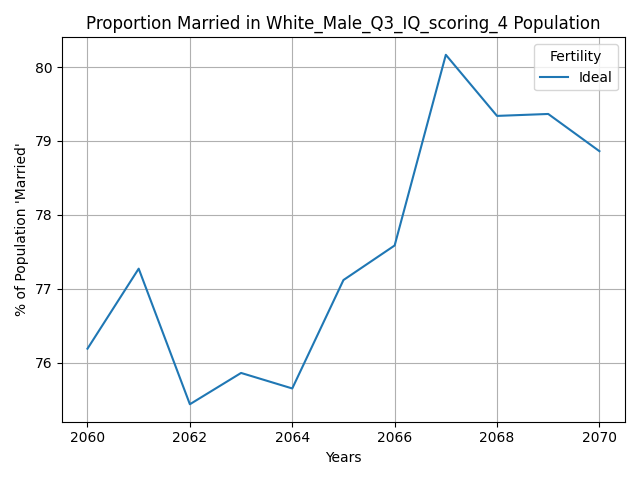 Proportion Married in White_Male_Q3_IQ_scoring_4 Population
Fertility
Ideal
80
79
78
77
76
% of Population 'Married'
2060
2062
2064
2066
2068
2070
Years